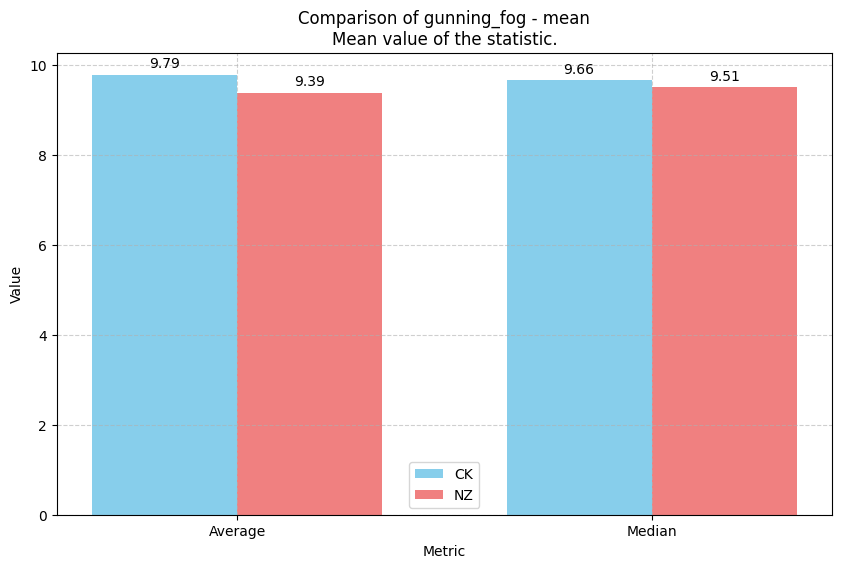 Comparison of gunning_fog - mean
Mean value of the statistic.
9.79
9.39
9.66
9.51
10
8
6
4
2
0
Value
CK
NZ
Average
Median
Metric